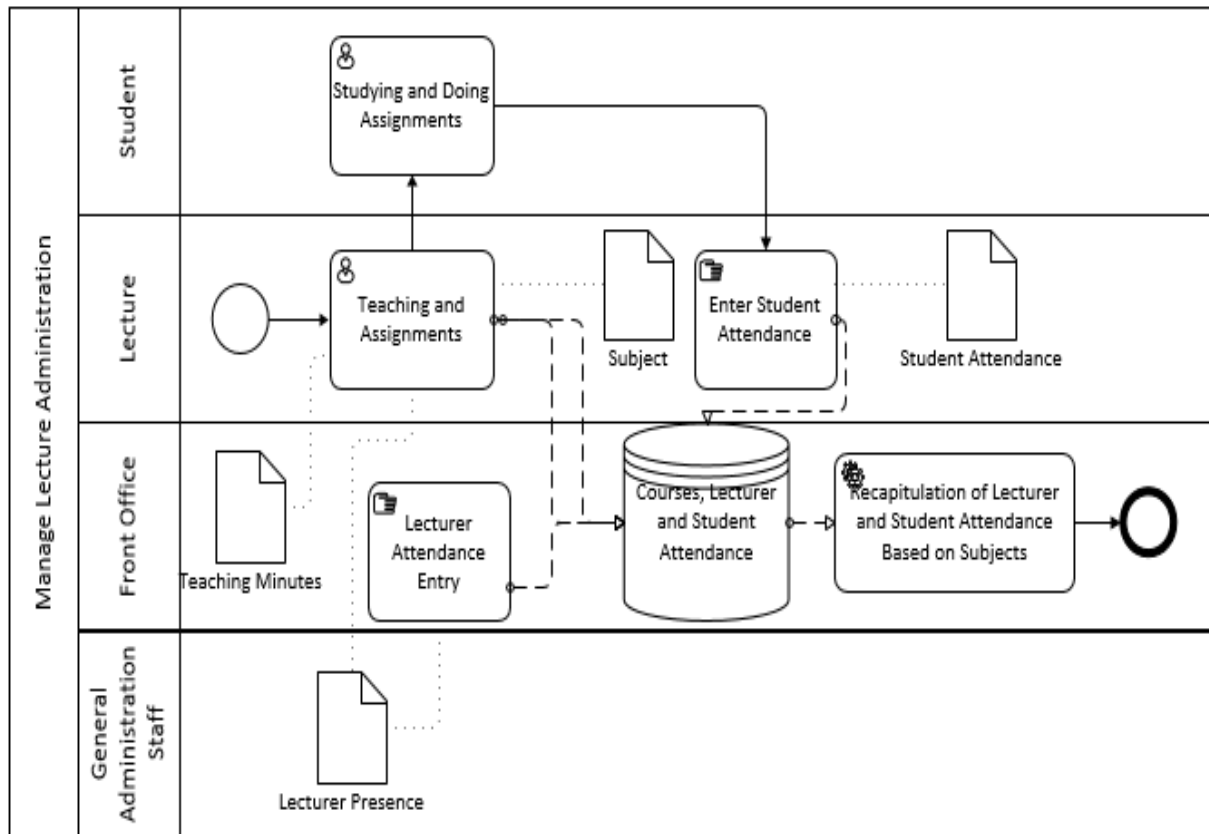 Manage Lecture Administration
Student
Studying and Doing
Assignments
Lecture
Teaching and
Assignments
Subject
Enter Student
Attendance
Student Attendance
Front Office
Teaching Minutes
Lecturer
Attendance
Entry
Courses, Lecturer
and Student
Attendance
Recapitulation of Lecturer
and Student Attendance
Based on Subjects
General
Administration
Staff
Lecturer Presence